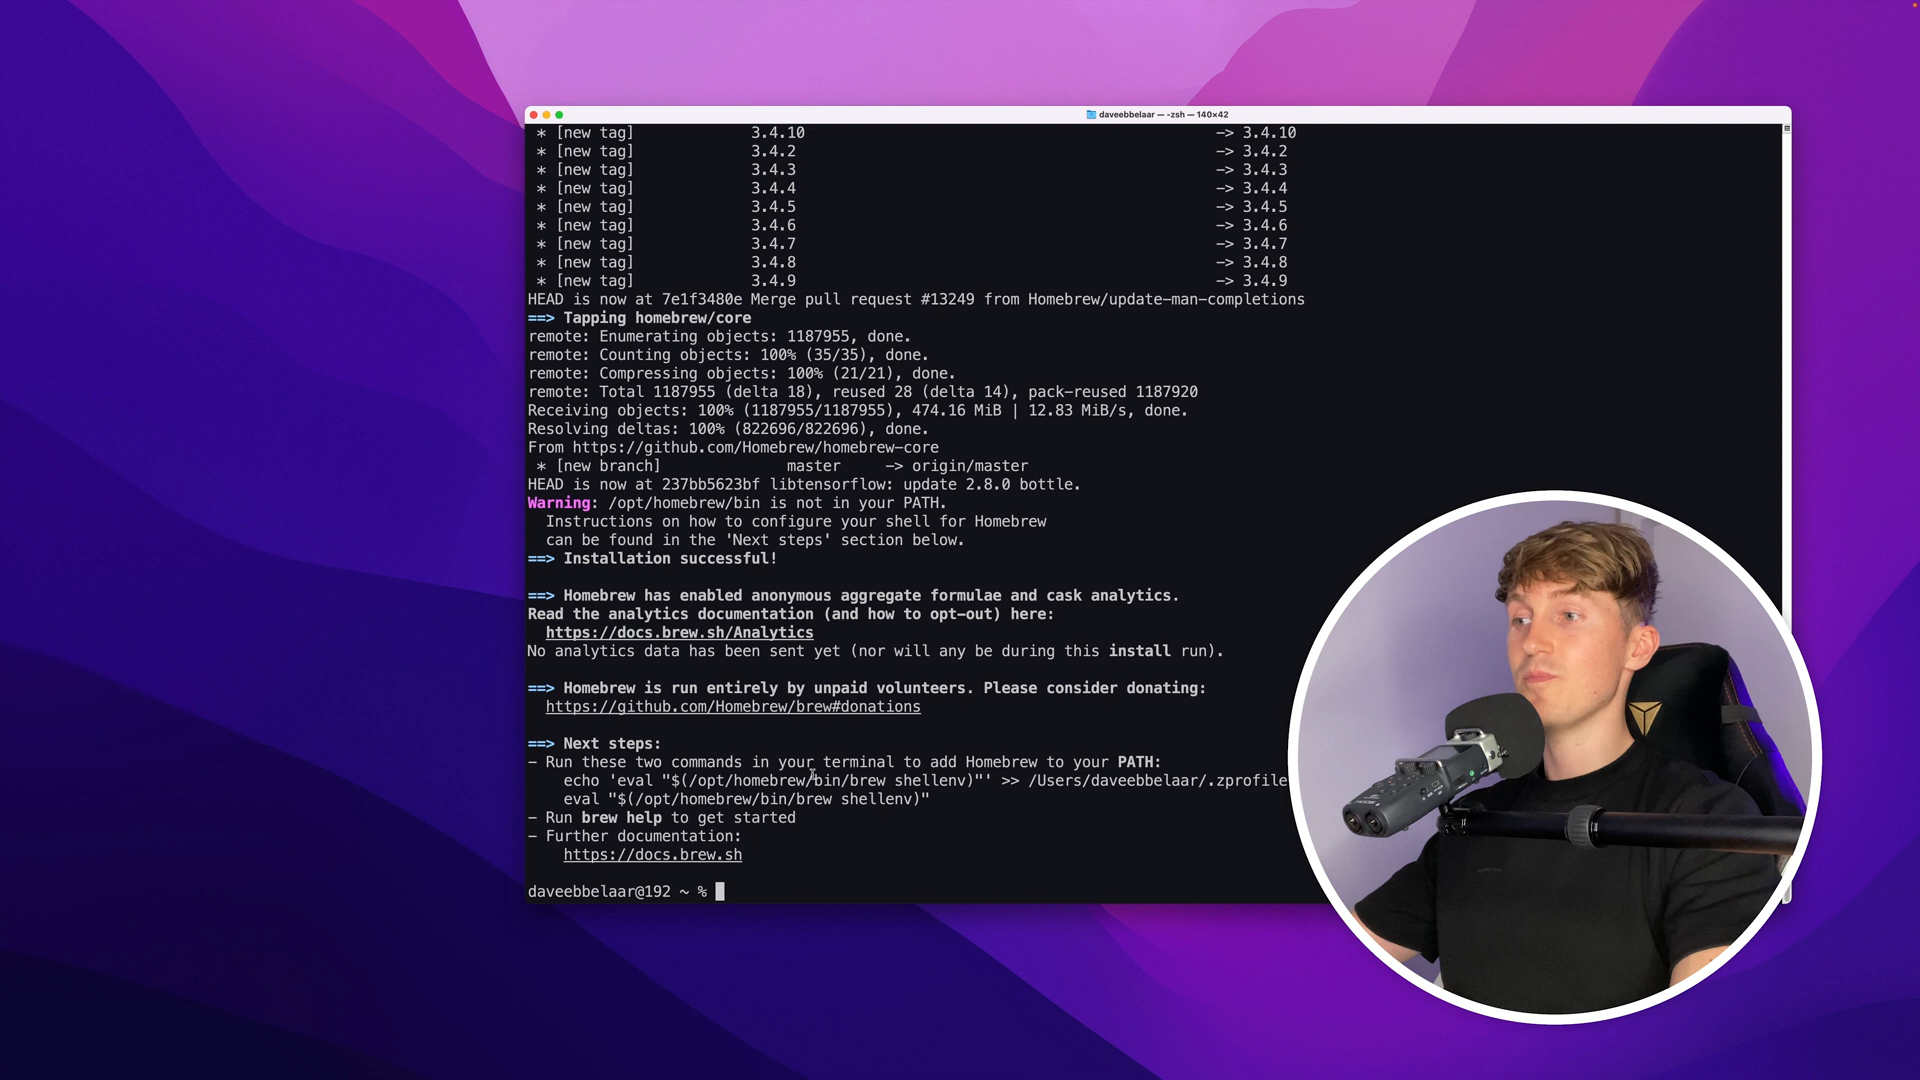 daveebbelaar — -zsh — 140×42
* [new tag] 3.4.10 -> 3.4.10
* [new tag] 3.4.2 -> 3.4.2
* [new tag] 3.4.3 -> 3.4.3
* [new tag] 3.4.4 -> 3.4.4
* [new tag] 3.4.5 -> 3.4.5
* [new tag] 3.4.6 -> 3.4.6
* [new tag] 3.4.7 -> 3.4.7
* [new tag] 3.4.8 -> 3.4.8
* [new tag] 3.4.9 -> 3.4.9
HEAD is now at 7e1f3480e Merge pull request #13249 from Homebrew/update-man-completions
==> Tapping homebrew/core
remote: Enumerating objects: 1187955, done.
remote: Counting objects: 100% (35/35), done.
remote: Compressing objects: 100% (21/21), done.
remote: Total 1187955 (delta 18), reused 28 (delta 14), pack-reused 1187920
Receiving objects: 100% (1187955/1187955), 474.16 MiB | 12.83 MiB/s, done.
Resolving deltas: 100% (822696/822696), done.
From https://github.com/Homebrew/homebrew-core
* [new branch] master -> origin/master
HEAD is now at 237bb5623bf libtensorflow: update 2.8.0 bottle.
Warning: /opt/homebrew/bin is not in your PATH.
Instructions on how to configure your shell for Homebrew
can be found in the 'Next steps' section below.
==> Installation successful!
==> Homebrew has enabled anonymous aggregate formulae and cask analytics.
Read the analytics documentation (and how to opt-out) here:
https://docs.brew.sh/Analytics
No analytics data has been sent yet (nor will any be during this install run).
==> Homebrew is run entirely by unpaid volunteers. Please consider donating:
https://github.com/Homebrew/brew#donations
==> Next steps:
- Run these two commands in your terminal to add Homebrew to your PATH:
echo 'eval "$(/opt/homebrew/bin/brew shellenv)"' >> /Users/daveebbelaar/.zprofile
eval "$(/opt/homebrew/bin/brew shellenv)"
- Run brew help to get started
- Further documentation:
https://docs.brew.sh
daveebbelaar@192 ~ %